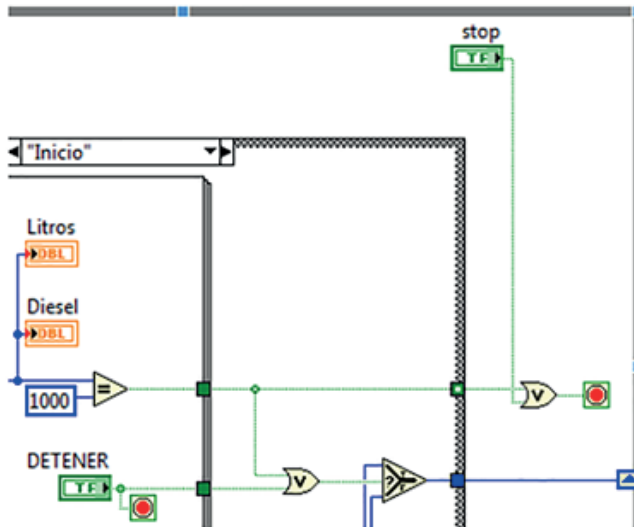 stop
TF
"Inicio"
Litros
DBL
Diesel
DBL
=
1000
V
DETENER
TF
V
?